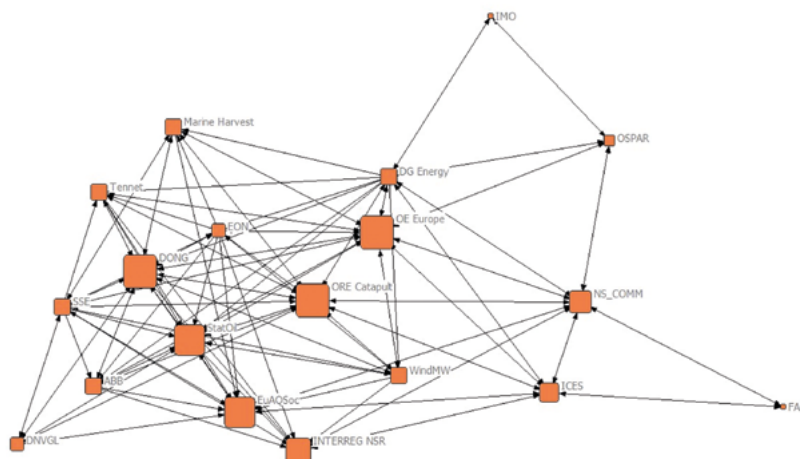 IMO
Marine Harvest
OSPAR
DG Energy
Tennet
OE Europe
EON
DONG
ORE Catapult
NS_COMM
SSE
StatOil
WindMW
ABB
ICES
EuAQSoc
FA
DNVGL
INTERREG NSR